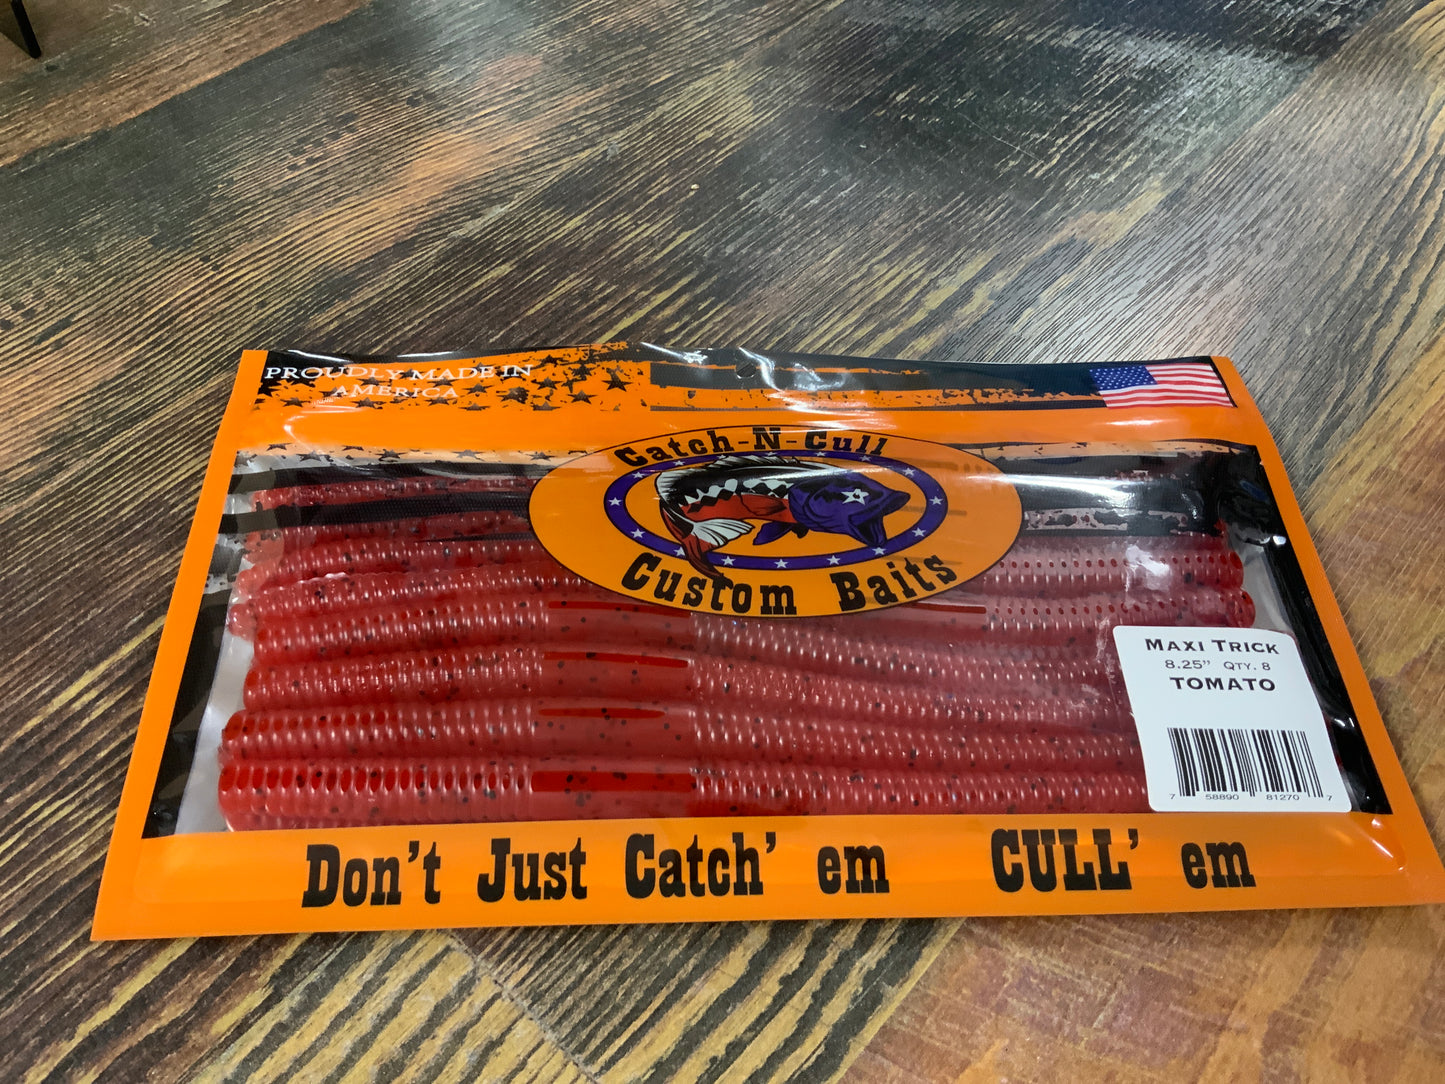 PROUDLY MADE IN
AMERICA
Catch-N-Cull
Custom Baits
MAXI TRICK
8.25" QTY. 8
TOMATO
7 58890 81270 7
Don't Just Catch' em CULL' em